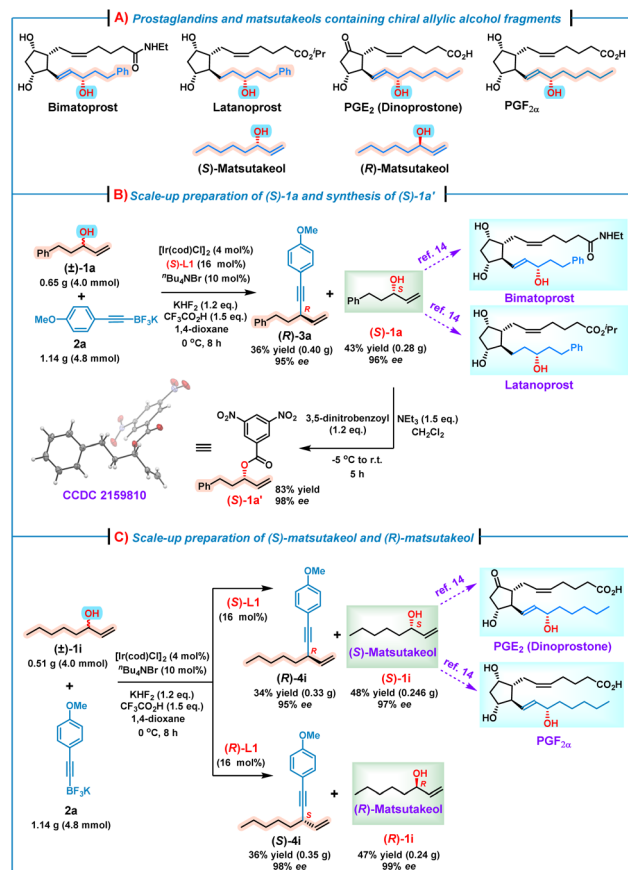 A) Prostaglandins and matsutakeols containing chiral allylic alcohol fragments
HO
O
NHEt
HO
Ph
OH
Bimatoprost
HO
CO₂ⁱPr
HO
Ph
OH
Latanoprost
O
CO₂H
HO
OH
PGE₂ (Dinoprostone)
HO
CO₂H
HO
OH
PGF₂α
OH
(S)-Matsutakeol
OH
(R)-Matsutakeol
B) Scale-up preparation of (S)-1a and synthesis of (S)-1a'
OH
Ph
(±)-1a
0.65 g (4.0 mmol)
+
MeO
BF₃K
2a
1.14 g (4.8 mmol)
[Ir(cod)Cl]₂ (4 mol%)
(S)-L1 (16 mol%)
ⁿBu₄NBr (10 mol%)
KHF₂ (1.2 eq.)
CF₃CO₂H (1.5 eq.)
1,4-dioxane
0 °C, 8 h
OMe
R
Ph
(R)-3a
36% yield (0.40 g)
95% ee
+
OH
S
Ph
(S)-1a
43% yield (0.28 g)
96% ee
ref. 14
ref. 14
HO
O
NHEt
HO
Ph
OH
Bimatoprost
HO
CO₂ⁱPr
HO
Ph
OH
Latanoprost
3,5-dinitrobenzoyl
(1.2 eq.)
NEt₃ (1.5 eq.)
CH₂Cl₂
-5 °C to r.t.
5 h
O₂N
NO₂
O
O
Ph
(S)-1a'
83% yield
98% ee
≡
CCDC 2159810
C) Scale-up preparation of (S)-matsutakeol and (R)-matsutakeol
OH
(±)-1i
0.51 g (4.0 mmol)
+
OMe
BF₃K
2a
1.14 g (4.8 mmol)
[Ir(cod)Cl]₂ (4 mol%)
ⁿBu₄NBr (10 mol%)
KHF₂ (1.2 eq.)
CF₃CO₂H (1.5 eq.)
1,4-dioxane
0 °C, 8 h
(S)-L1
(16 mol%)
OMe
R
(R)-4i
34% yield (0.33 g)
95% ee
+
OH
S
(S)-Matsutakeol
(S)-1i
48% yield (0.246 g)
97% ee
ref. 14
ref. 14
O
CO₂H
HO
OH
PGE₂ (Dinoprostone)
HO
CO₂H
HO
OH
PGF₂α
(R)-L1
(16 mol%)
OMe
S
(S)-4i
36% yield (0.35 g)
98% ee
+
OH
R
(R)-Matsutakeol
(R)-1i
47% yield (0.24 g)
99% ee